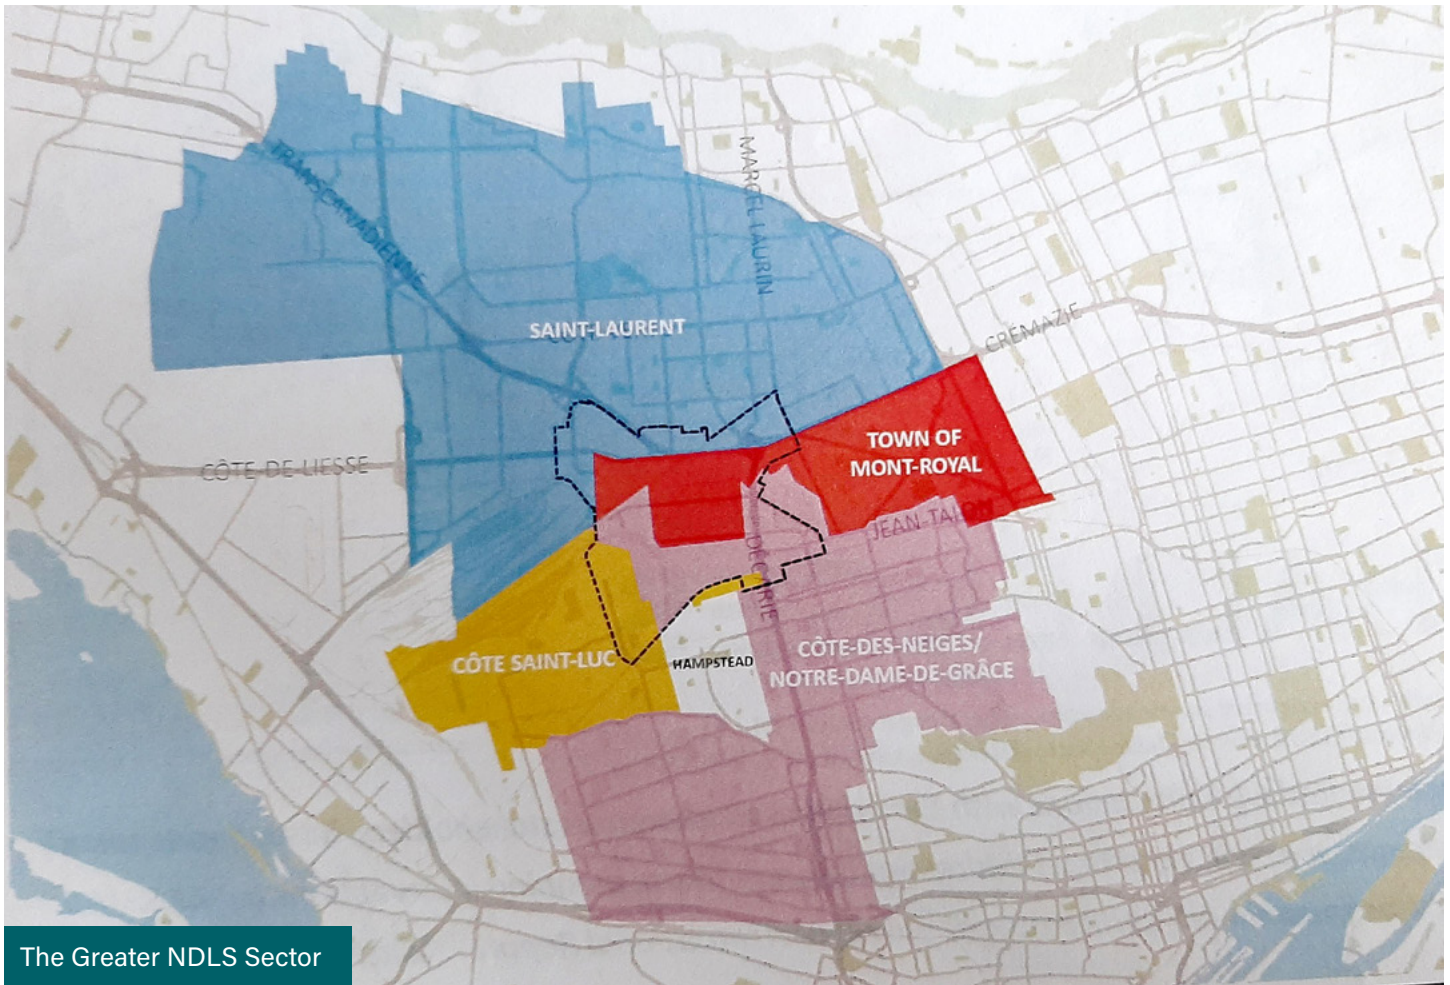 TRANSCANADIENNE
MARCEL LAURIN
SAINT-LAURENT
CRÉMAZIE
TOWN OF
MONT-ROYAL
CÔTE-DE-LIESSE
JEAN-TALON
DÉCARIE
CÔTE SAINT-LUC
HAMPSTEAD
CÔTE-DES-NEIGES/
NOTRE-DAME-DE-GRÂCE
The Greater NDLS Sector